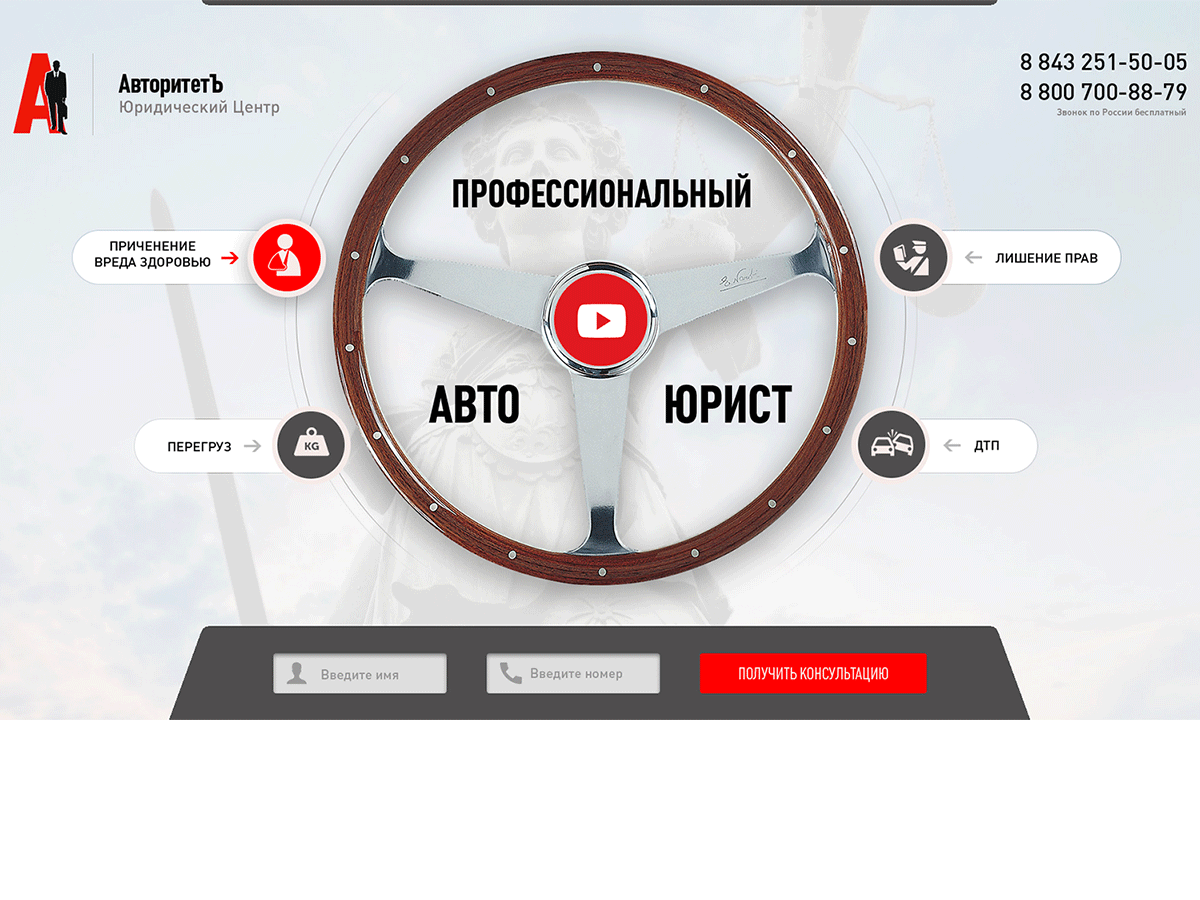 АвторитетЪ
Юридический Центр
8 843 251-50-05
8 800 700-88-79
Звонок по России бесплатный
ПРОФЕССИОНАЛЬНЫЙ
ПРИЧЕНЕНИЕ
ВРЕДА ЗДОРОВЬЮ
ЛИШЕНИЕ ПРАВ
АВТО ЮРИСТ
ПЕРЕГРУЗ
KG
ДТП
Введите имя
Введите номер
ПОЛУЧИТЬ КОНСУЛЬТАЦИЮ